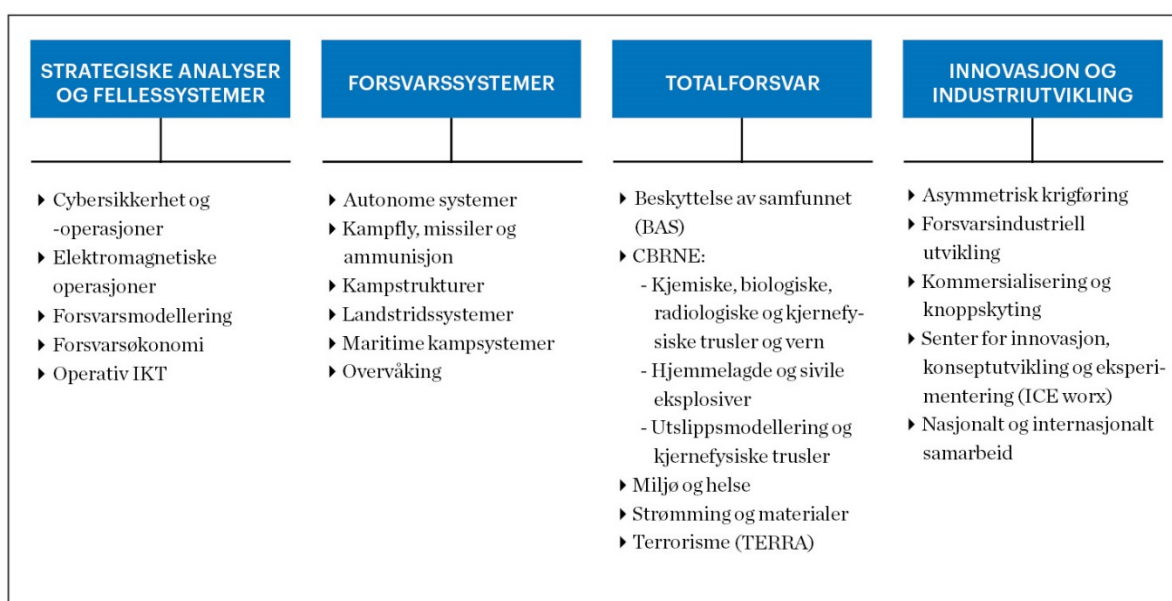 STRATEGISKE ANALYSER
OG FELLESSYSTEMER
▸ Cybersikkerhet og
-operasjoner
▸ Elektromagnetiske
operasjoner
▸ Forsvarsmodellering
▸ Forsvarsøkonomi
▸ Operativ IKT
FORSVARSSYSTEMER
▸ Autonome systemer
▸ Kampfly, missiler og
ammunisjon
▸ Kampstrukturer
▸ Landstridssystemer
▸ Maritime kampsystemer
▸ Overvåking
TOTALFORSVAR
▸ Beskyttelse av samfunnet
(BAS)
▸ CBRNE:
- Kjemiske, biologiske,
radiologiske og kjernefy-
siske trusler og vern
- Hjemmelagde og sivile
eksplosiver
- Utslippsmodellering og
kjernefysiske trusler
▸ Miljø og helse
▸ Strømming og materialer
▸ Terrorisme (TERRA)
INNOVASJON OG
INDUSTRIUTVIKLING
▸ Asymmetrisk krigføring
▸ Forsvarsindustriell
utvikling
▸ Kommersialisering og
knoppskyting
▸ Senter for innovasjon,
konseptutvikling og eksperi-
mentering (ICE worx)
▸ Nasjonalt og internasjonalt
samarbeid